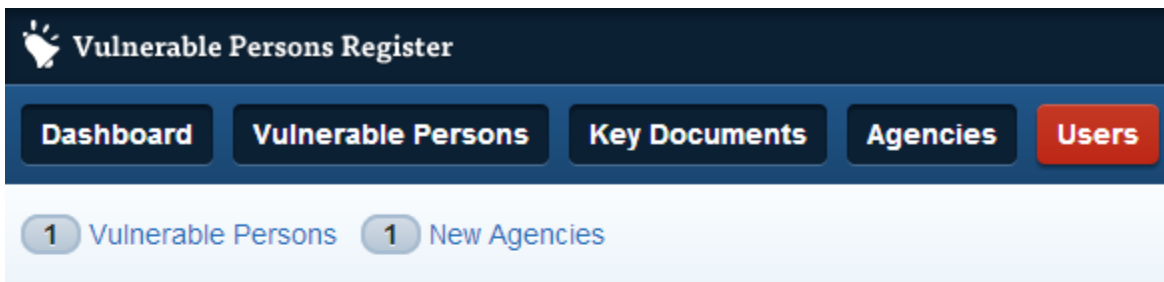 Vulnerable Persons Register
Dashboard Vulnerable Persons Key Documents Agencies Users
1 Vulnerable Persons 1 New Agencies